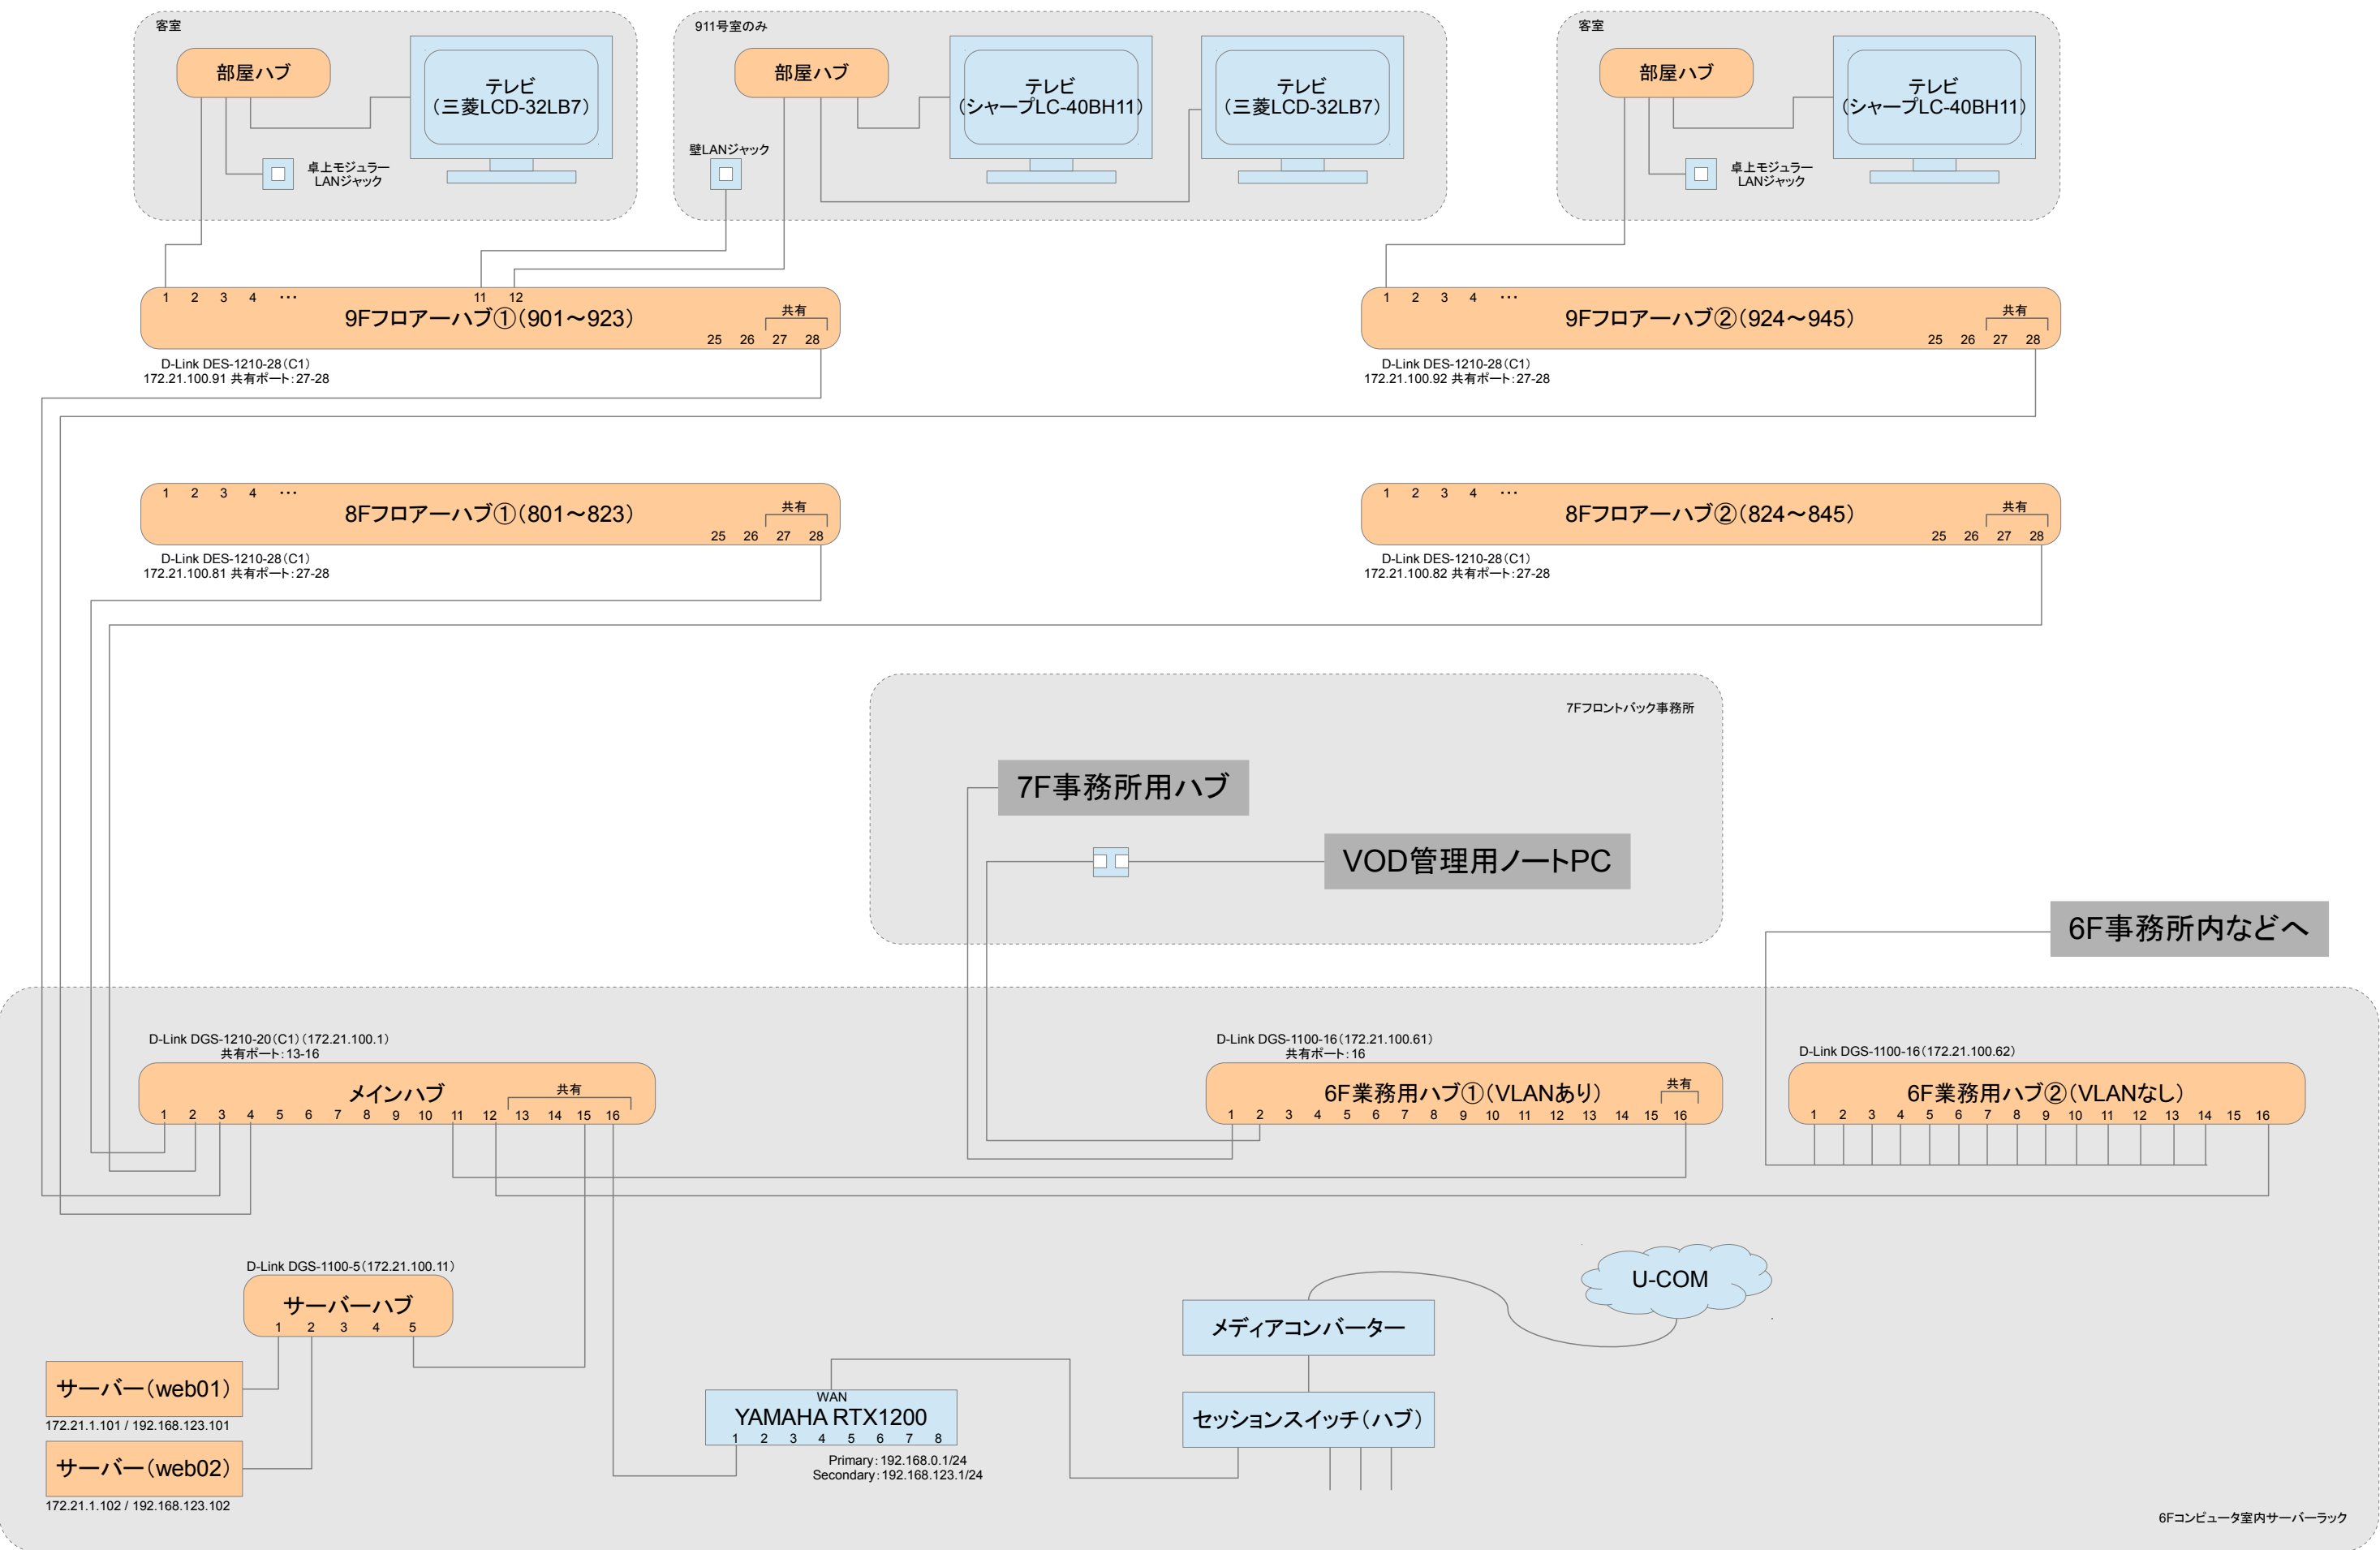 客室
部屋ハブ
テレビ
（三菱LCD-32LB7）
卓上モジュラー
LANジャック
911号室のみ
部屋ハブ
テレビ
（シャープLC-40BH11）
テレビ
（三菱LCD-32LB7）
壁LANジャック
客室
部屋ハブ
テレビ
（シャープLC-40BH11）
卓上モジュラー
LANジャック
1 2 3 4 ･･･ 11 12
9Fフロアーハブ①（901～923）
共有
25 26 27 28
D-Link DES-1210-28（C1）
172.21.100.91 共有ポート：27-28
1 2 3 4 ･･･
9Fフロアーハブ②（924～945）
共有
25 26 27 28
D-Link DES-1210-28（C1）
172.21.100.92 共有ポート：27-28
1 2 3 4 ･･･
8Fフロアーハブ①（801～823）
共有
25 26 27 28
D-Link DES-1210-28（C1）
172.21.100.81 共有ポート：27-28
1 2 3 4 ･･･
8Fフロアーハブ②（824～845）
共有
25 26 27 28
D-Link DES-1210-28（C1）
172.21.100.82 共有ポート：27-28
7Fフロントバック事務所
7F事務所用ハブ
VOD管理用ノートPC
6F事務所内などへ
D-Link DGS-1210-20（C1）（172.21.100.1）
共有ポート：13-16
メインハブ
共有
1 2 3 4 5 6 7 8 9 10 11 12 13 14 15 16
D-Link DGS-1100-16（172.21.100.61）
共有ポート：16
6F業務用ハブ①（VLANあり）
共有
1 2 3 4 5 6 7 8 9 10 11 12 13 14 15 16
D-Link DGS-1100-16（172.21.100.62）
6F業務用ハブ②（VLANなし）
1 2 3 4 5 6 7 8 9 10 11 12 13 14 15 16
D-Link DGS-1100-5（172.21.100.11）
サーバーハブ
1 2 3 4 5
サーバー（web01）
172.21.1.101 / 192.168.123.101
サーバー（web02）
172.21.1.102 / 192.168.123.102
WAN
YAMAHA RTX1200
1 2 3 4 5 6 7 8
Primary：192.168.0.1/24
Secondary：192.168.123.1/24
メディアコンバーター
セッションスイッチ（ハブ）
U-COM
6Fコンピュータ室内サーバーラック